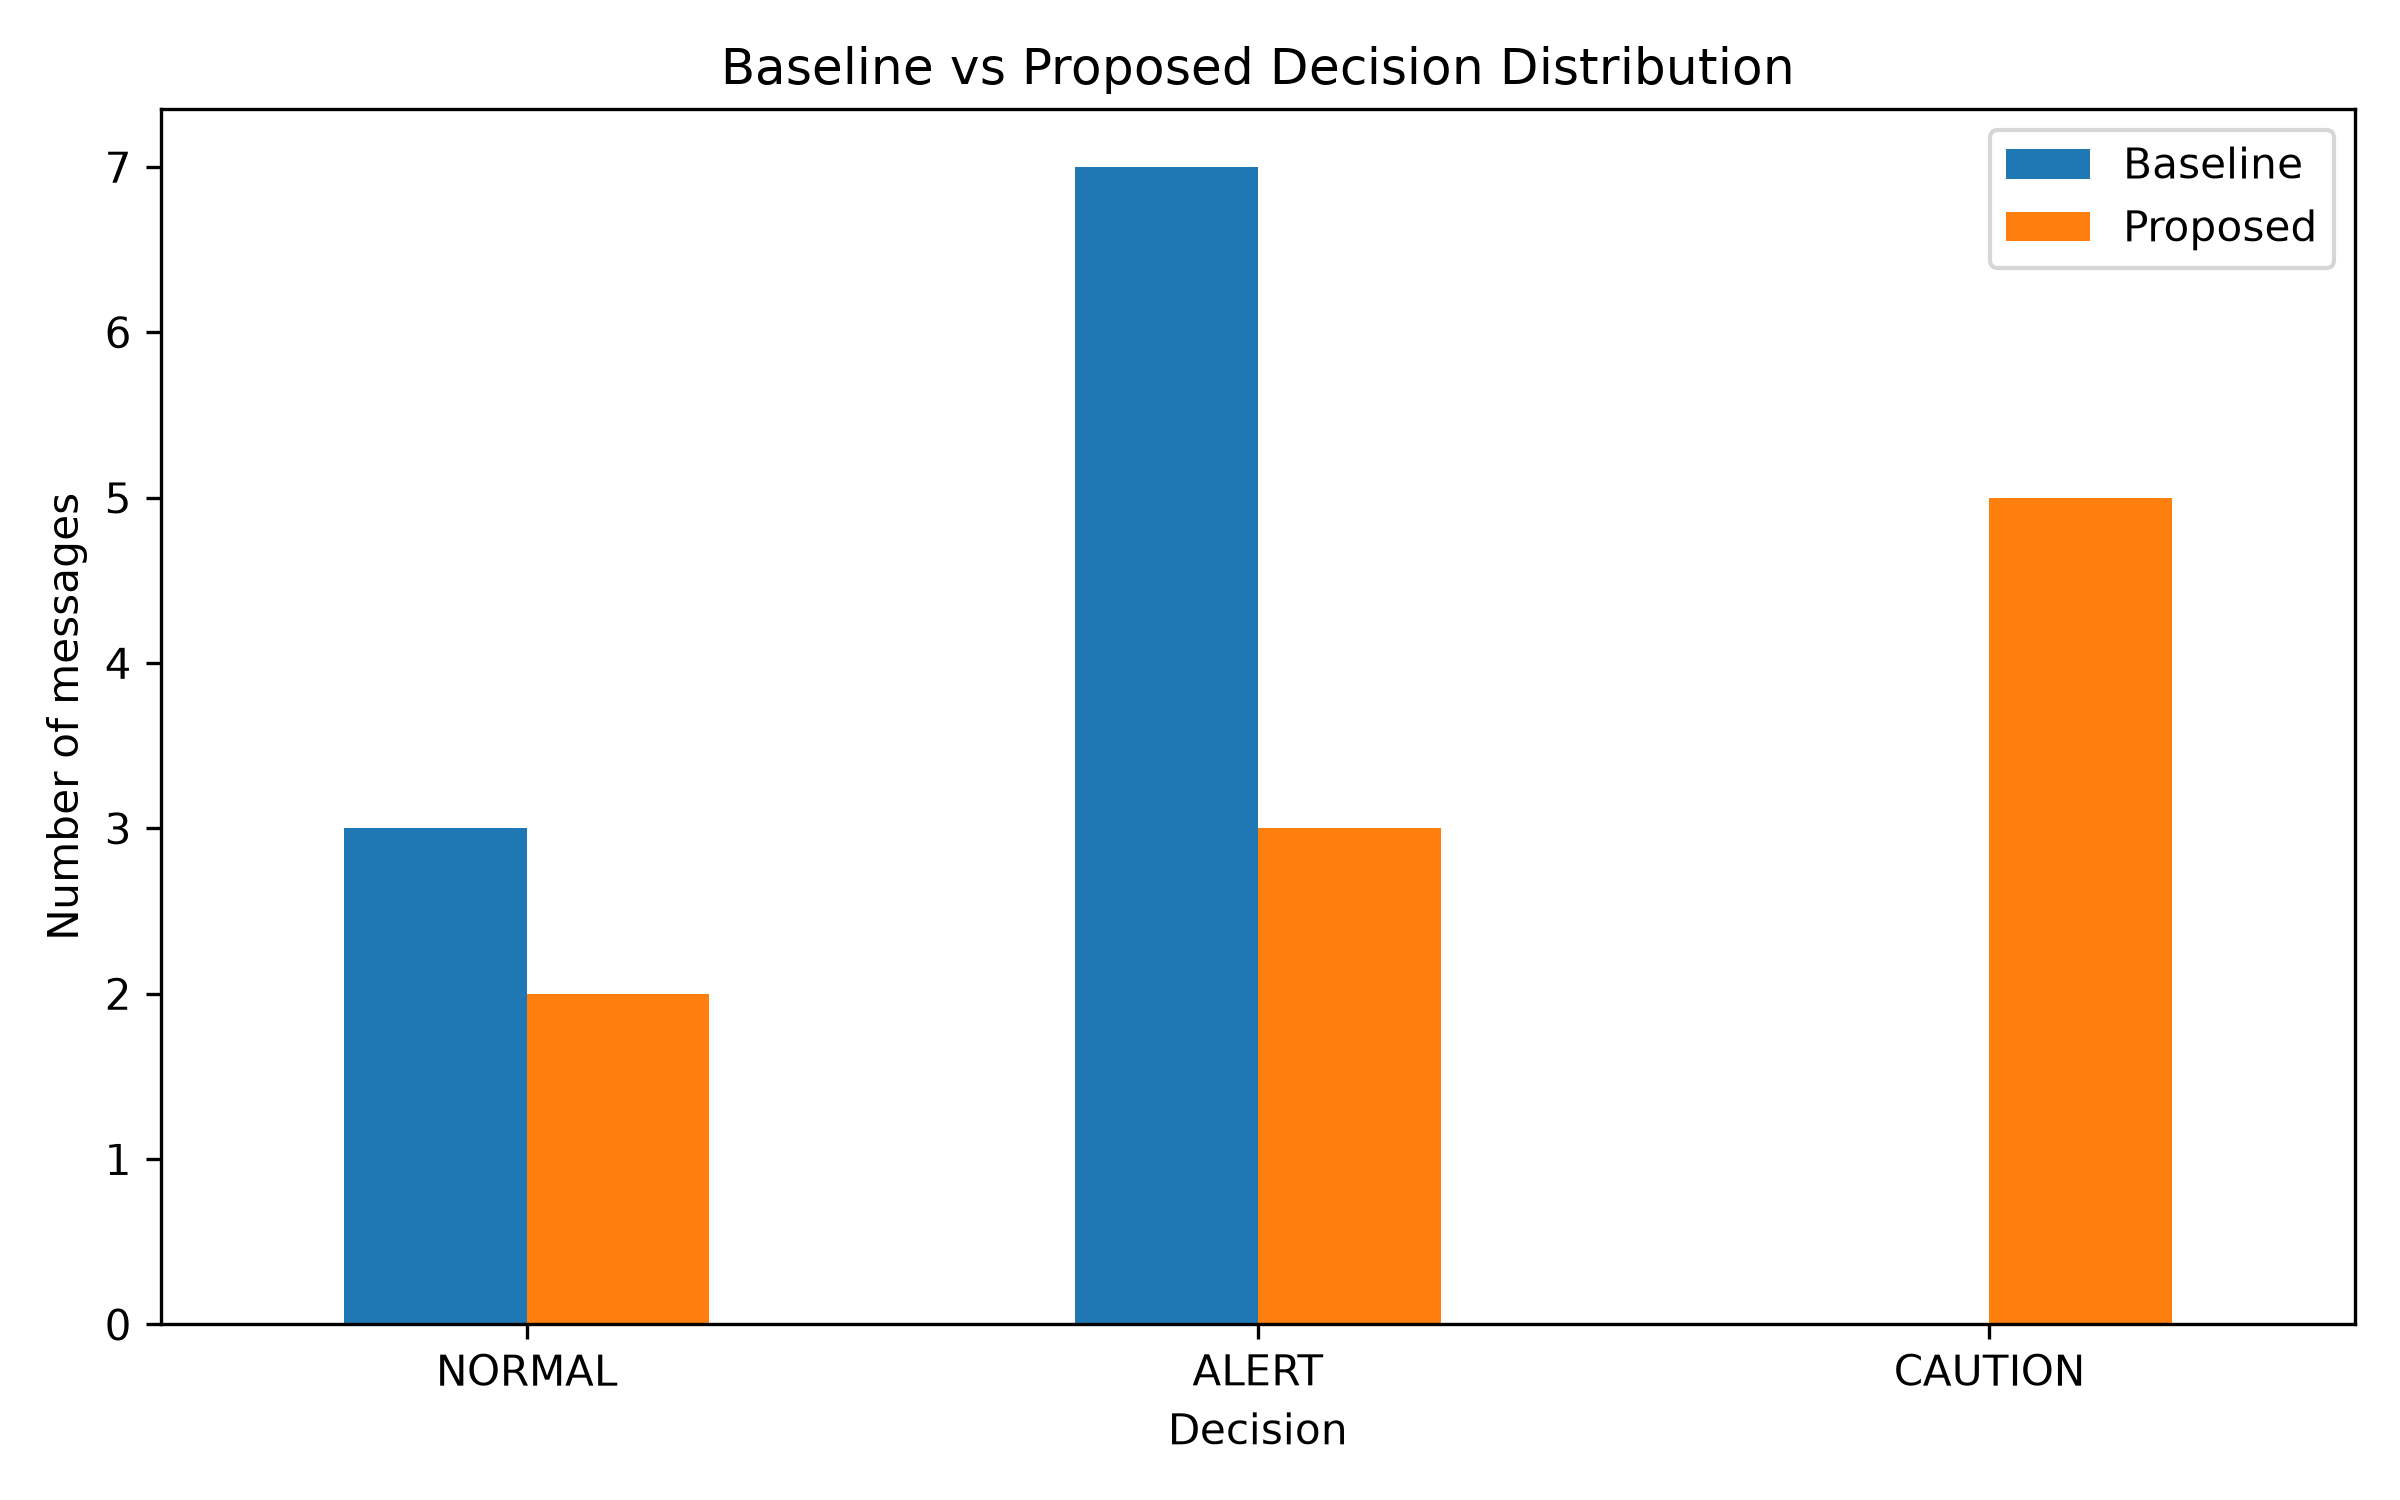 Baseline vs Proposed Decision Distribution
Baseline
Proposed
Number of messages
7
6
5
4
3
2
1
0
NORMAL
ALERT
CAUTION
Decision